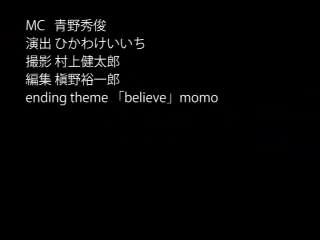 MC 青野秀俊
演出 ひかわけいいち
撮影 村上健太郎
編集 槇野裕一郎
ending theme 「believe」momo